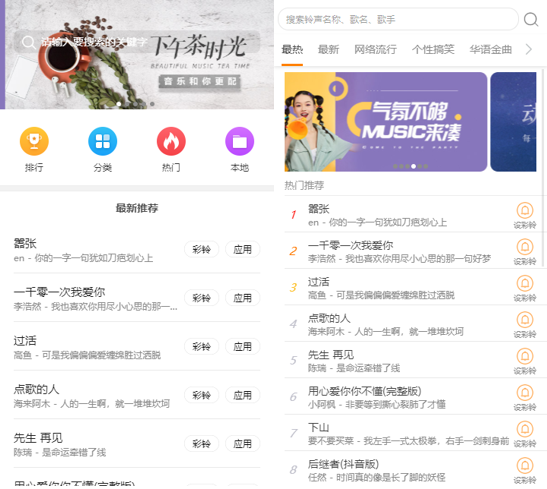 请输入要搜索的关键字
下午茶时光
BEAUTIFUL MUSIC TEA TIME
音乐和你更配
排行
分类
热门
本地
最新推荐
嚣张
en - 你的一字一句犹如刀疤划心上
彩铃
应用
一千零一次我爱你
李浩然 - 我也喜欢你用尽小心思的那一...
彩铃
应用
过活
鬲鱼 - 可是我偏偏偏爱缠绵胜过洒脱
彩铃
应用
点歌的人
海来阿木 - 人的一生啊，就一堆堆坎坷
彩铃
应用
先生 再见
陈瑞 - 是命运牵错了线
彩铃
应用
用心爱你你不懂(完整版)
搜索铃声名称、歌名、歌手
最热
最新
网络流行
个性搞笑
华语金曲
气氛不够
MUSIC来凑
热门推荐
1
嚣张
en - 你的一字一句犹如刀疤划心上
设彩铃
2
一千零一次我爱你
李浩然 - 我也喜欢你用尽小心思的那一句好梦
设彩铃
3
过活
鬲鱼 - 可是我偏偏偏爱缠绵胜过洒脱
设彩铃
4
点歌的人
海来阿木 - 人的一生啊，就一堆堆坎坷
设彩铃
5
先生 再见
陈瑞 - 是命运牵错了线
设彩铃
6
用心爱你你不懂(完整版)
小阿枫 - 非要等到撕心裂肺了才懂
设彩铃
7
下山
要不要买菜 - 我左手一式太极拳，右手一剑刺身前
设彩铃
8
后继者(抖音版)
任然 - 时间真的像是长了脚的妖怪
设彩铃